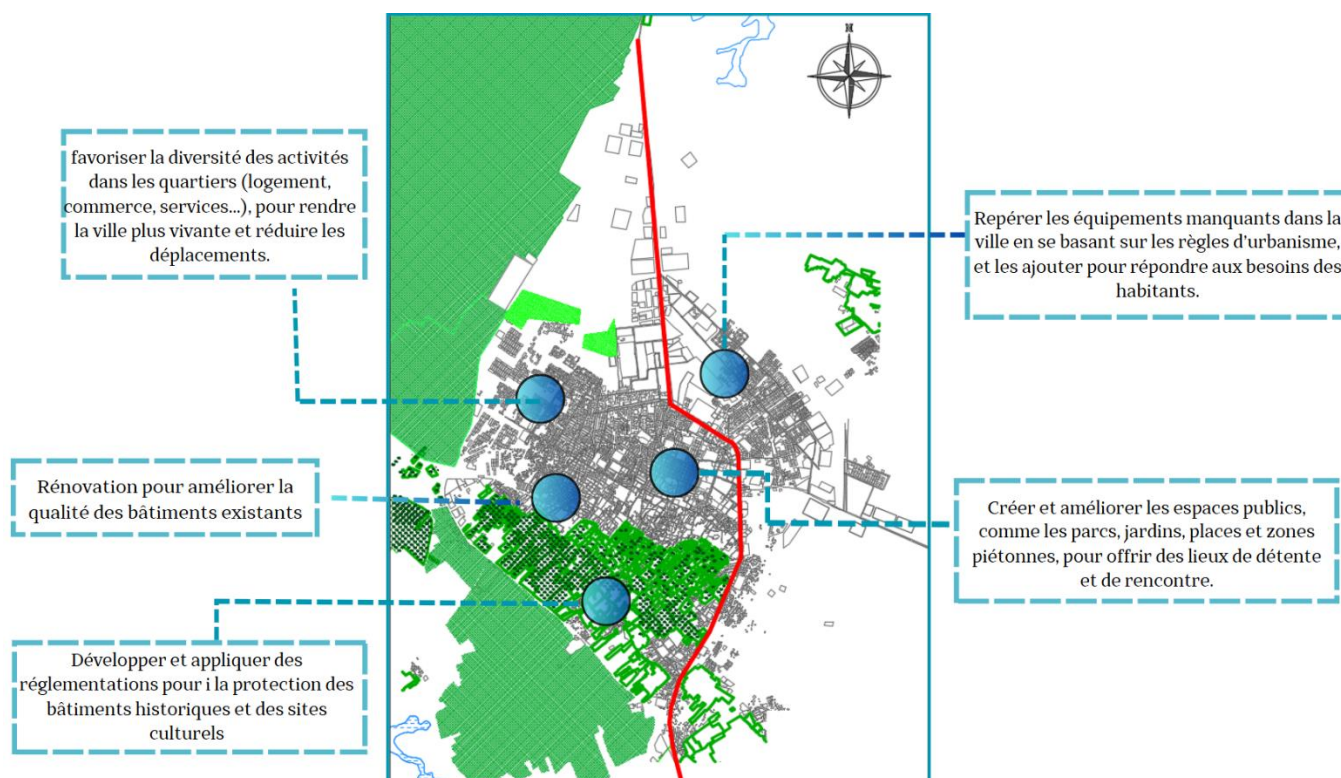 N
favoriser la diversité des activités
dans les quartiers (logement,
commerce, services...), pour rendre
la ville plus vivante et réduire les
déplacements.
Repérer les équipements manquants dans la
ville en se basant sur les règles d'urbanisme,
et les ajouter pour répondre aux besoins des
habitants.
Rénovation pour améliorer la
qualité des bâtiments existants
Créer et améliorer les espaces publics,
comme les parcs, jardins, places et zones
piétonnes, pour offrir des lieux de détente
et de rencontre.
Développer et appliquer des
réglementations pour i la protection des
bâtiments historiques et des sites
culturels